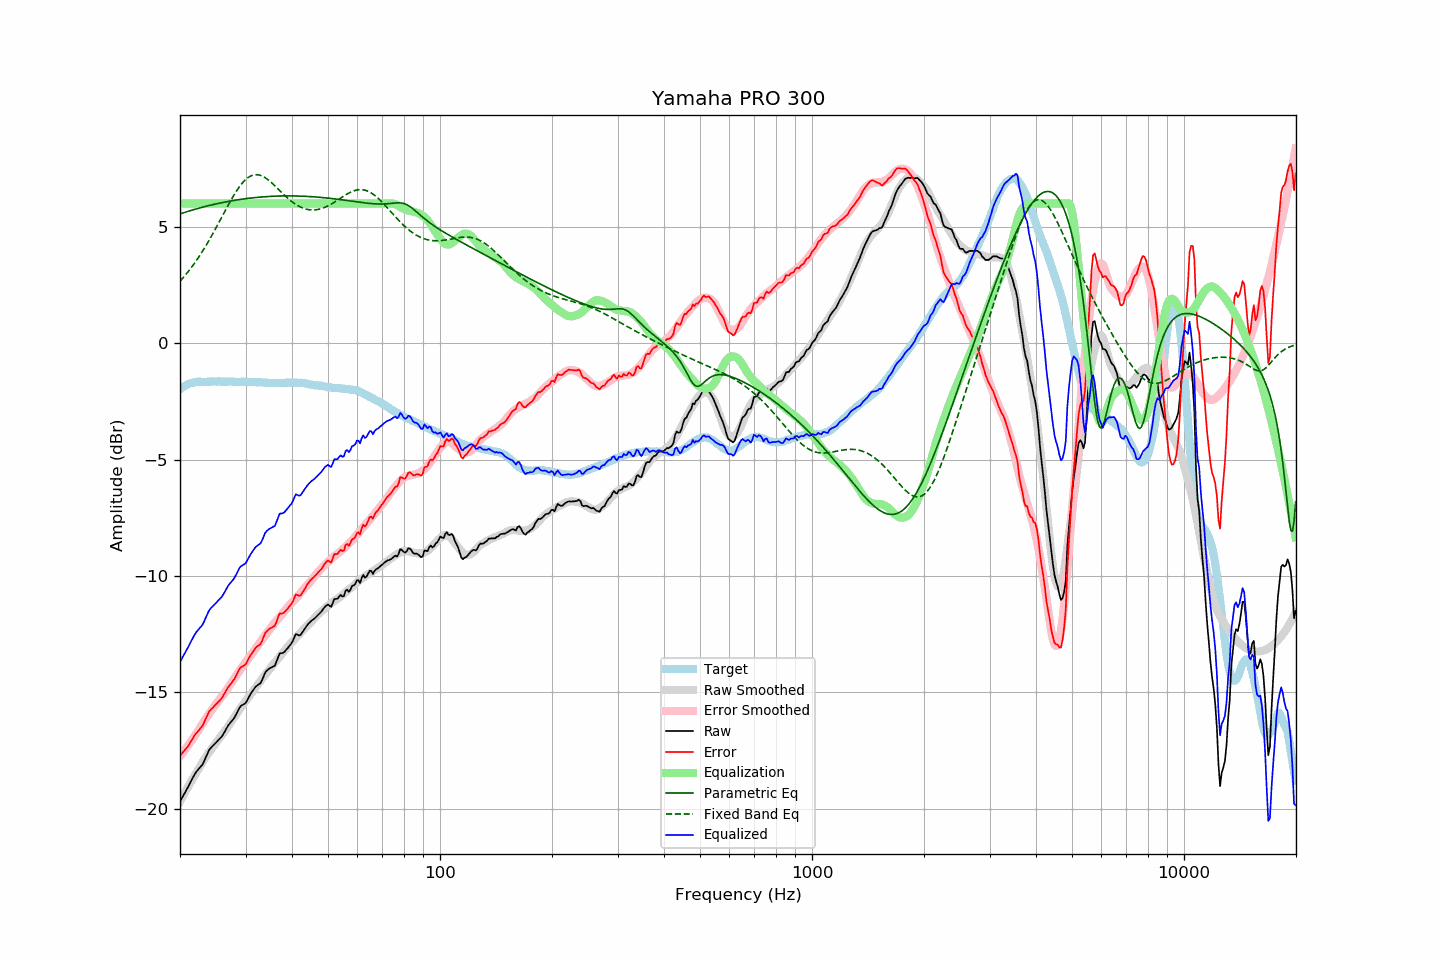 Yamaha PRO 300
Amplitude (dBr)
5
0
−5
−10
−15
−20
Target
Raw Smoothed
Error Smoothed
Raw
Error
Equalization
Parametric Eq
Fixed Band Eq
Equalized
100
1000
10000
Frequency (Hz)